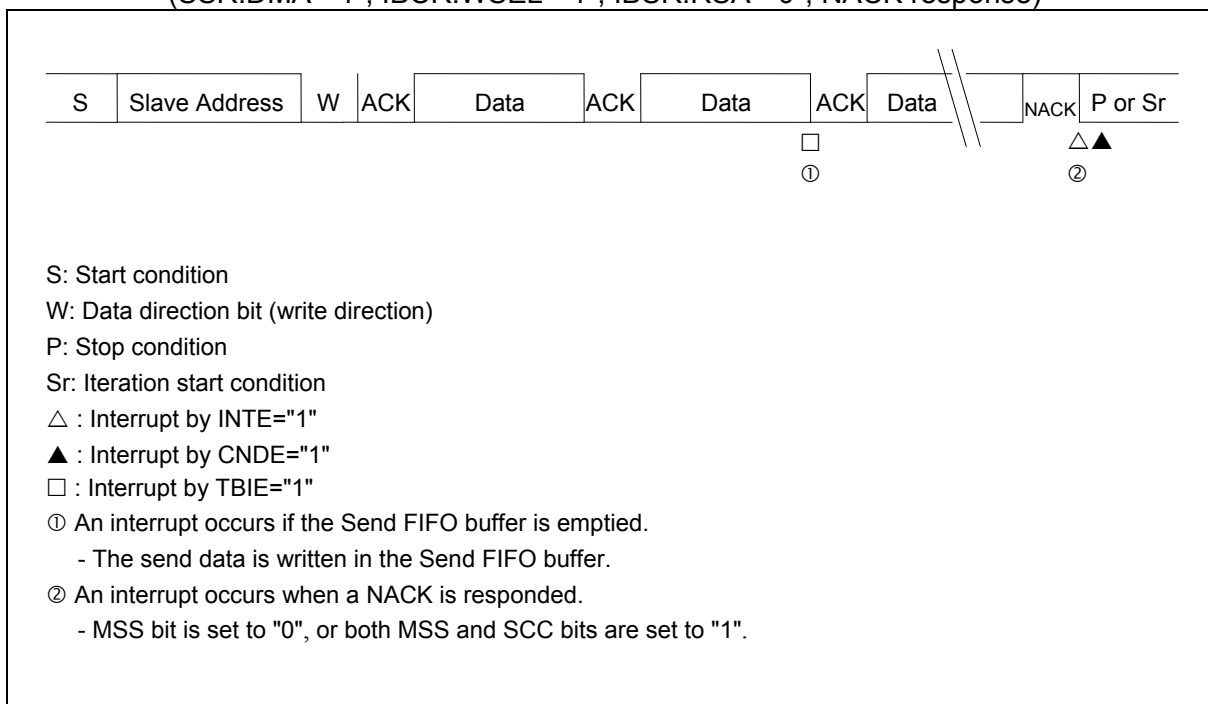 S Slave Address W ACK Data ACK Data ACK Data NACK P or Sr
□ △▲
① ②
S: Start condition
W: Data direction bit (write direction)
P: Stop condition
Sr: Iteration start condition
△ : Interrupt by INTE="1"
▲ : Interrupt by CNDE="1"
□ : Interrupt by TBIE="1"
① An interrupt occurs if the Send FIFO buffer is emptied.
- The send data is written in the Send FIFO buffer.
② An interrupt occurs when a NACK is responded.
- MSS bit is set to "0", or both MSS and SCC bits are set to "1".